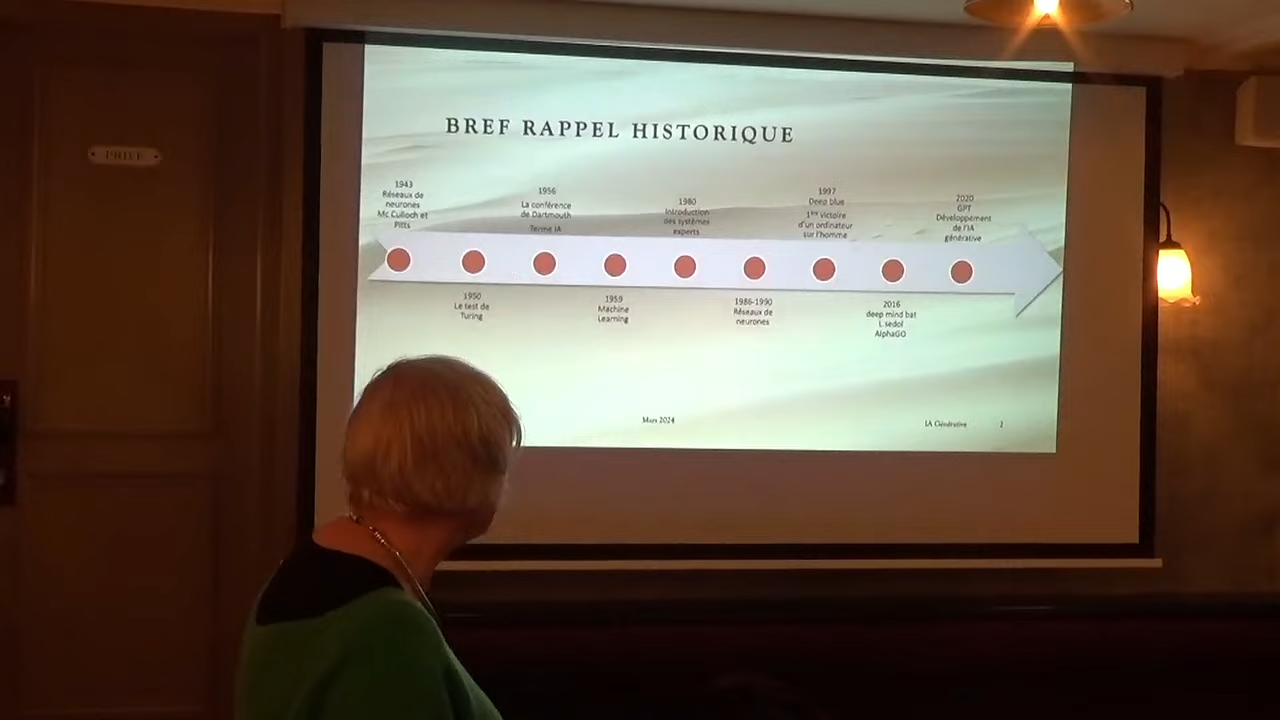 PRIVÉ
BREF RAPPEL HISTORIQUE
1943
Réseaux de
neurones
Mc Culloch et
Pitts
1950
Le test de
Turing
1956
La conférence
de Dartmouth
Terme IA
1959
Machine
Learning
1980
Introduction
des systèmes
experts
1986-1990
Réseaux de
neurones
1997
Deep blue
1ère victoire
d'un ordinateur
sur l'homme
2016
deep mind bat
L sedol
AlphaGO
2020
GPT
Développement
de l'IA
générative
Mars 2024
IA Générative
2